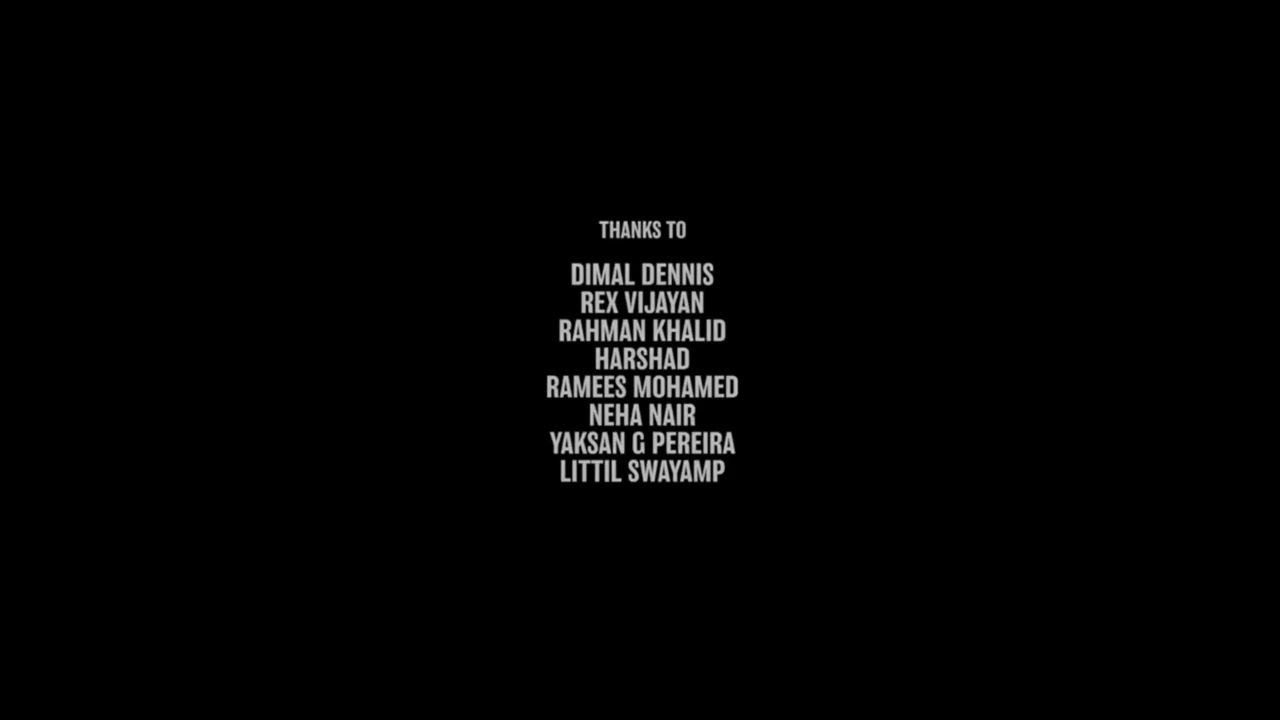 THANKS TO
DIMAL DENNIS
REX VIJAYAN
RAHMAN KHALID
HARSHAD
RAMEES MOHAMED
NEHA NAIR
YAKSAN G PEREIRA
LITTIL SWAYAMP